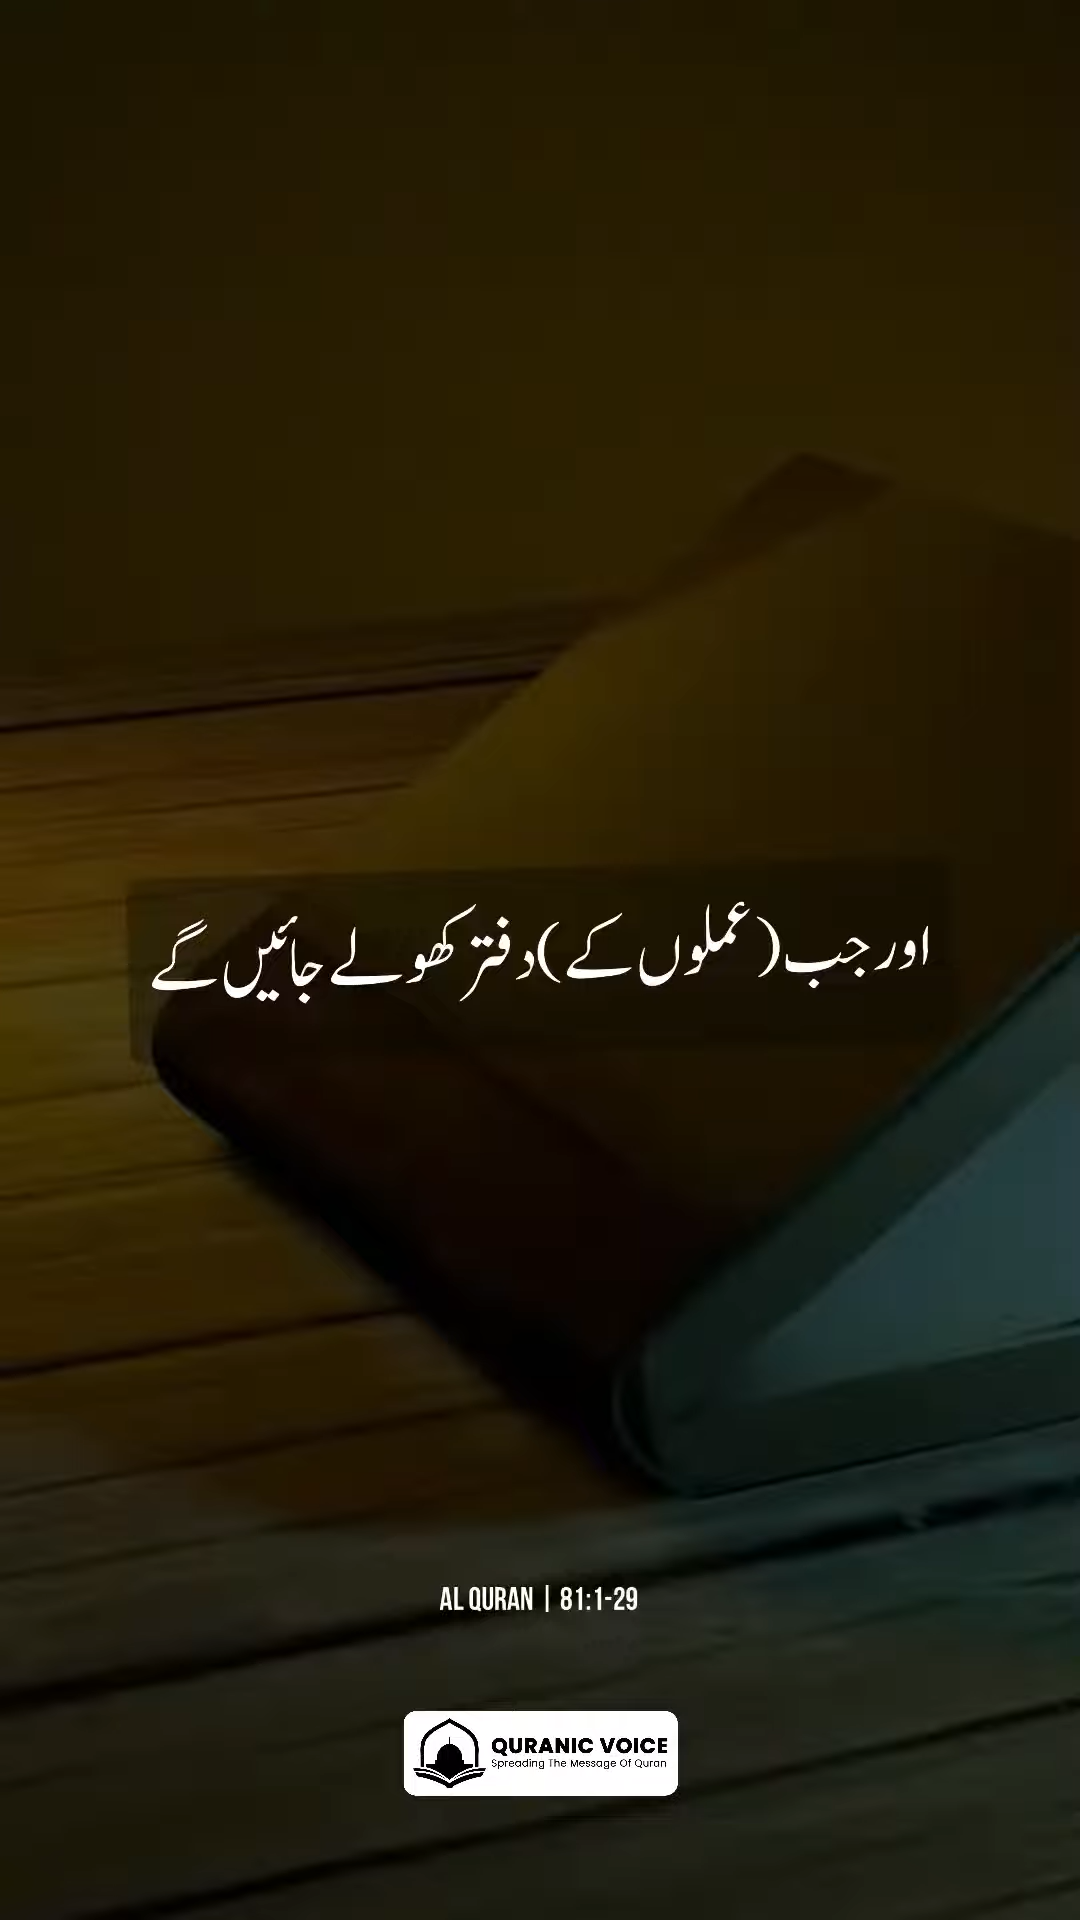 اور جب (عملوں کے) دفتر کھولے جائیں گے
AL QURAN | 81:1-29
QURANIC VOICE
Spreading The Message Of Quran